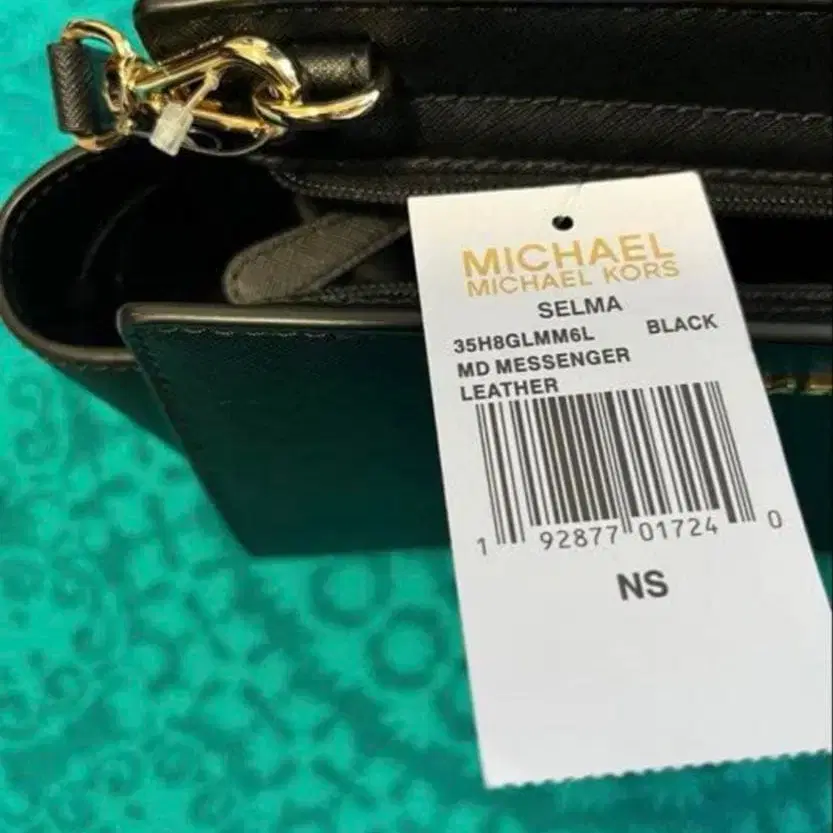 MICHAEL
MICHAEL KORS
SELMA
35H8GLMM6L BLACK
MD MESSENGER
LEATHER
1 92877 01724 0
NS